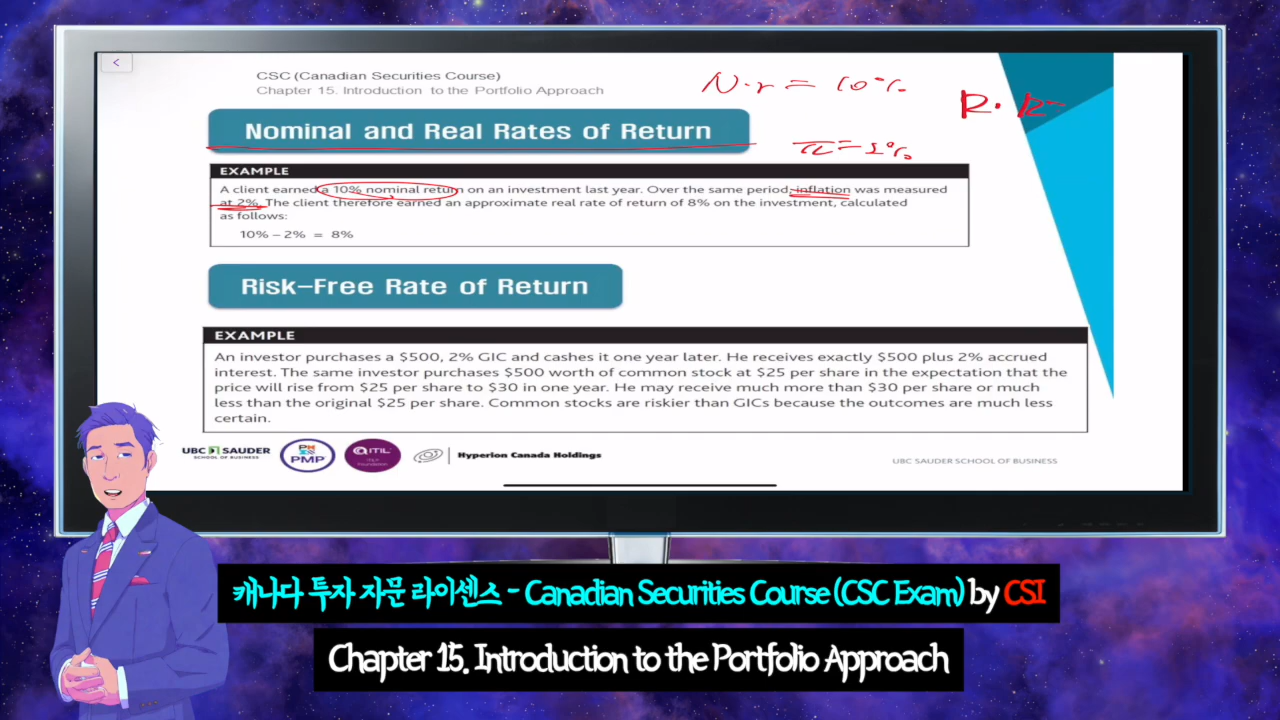 <
CSC (Canadian Securities Course)
Chapter 15. Introduction to the Portfolio Approach
N.r = 10%
R. R
Nominal and Real Rates of Return
π = 2%
EXAMPLE
A client earned a 10% nominal return on an investment last year. Over the same period, inflation was measured
at 2%. The client therefore earned an approximate real rate of return of 8% on the investment, calculated
as follows:
10% – 2% = 8%
Risk-Free Rate of Return
EXAMPLE
An investor purchases a $500, 2% GIC and cashes it one year later. He receives exactly $500 plus 2% accrued
interest. The same investor purchases $500 worth of common stock at $25 per share in the expectation that the
price will rise from $25 per share to $30 in one year. He may receive much more than $30 per share or much
less than the original $25 per share. Common stocks are riskier than GICs because the outcomes are much less
certain.
UBC SAUDER
SCHOOL OF BUSINESS
PMP
ITIL
Hyperion Canada Holdings
UBC SAUDER SCHOOL OF BUSINESS
캐나다 투자 자문 라이센스 - Canadian Securities Course (CSC Exam) by CSI
Chapter 15. Introduction to the Portfolio Approach